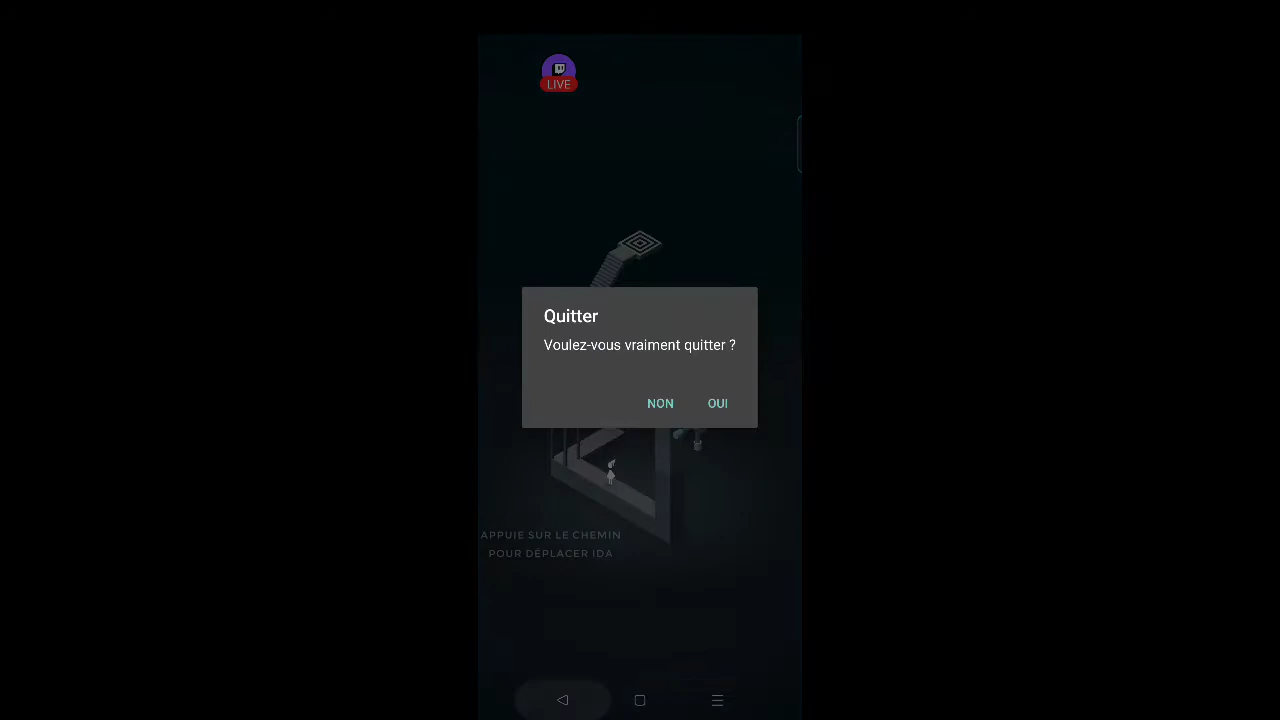 LIVE
Quitter
Voulez-vous vraiment quitter ?
NON OUI
APPUIE SUR LE CHEMIN
POUR DÉPLACER IDA